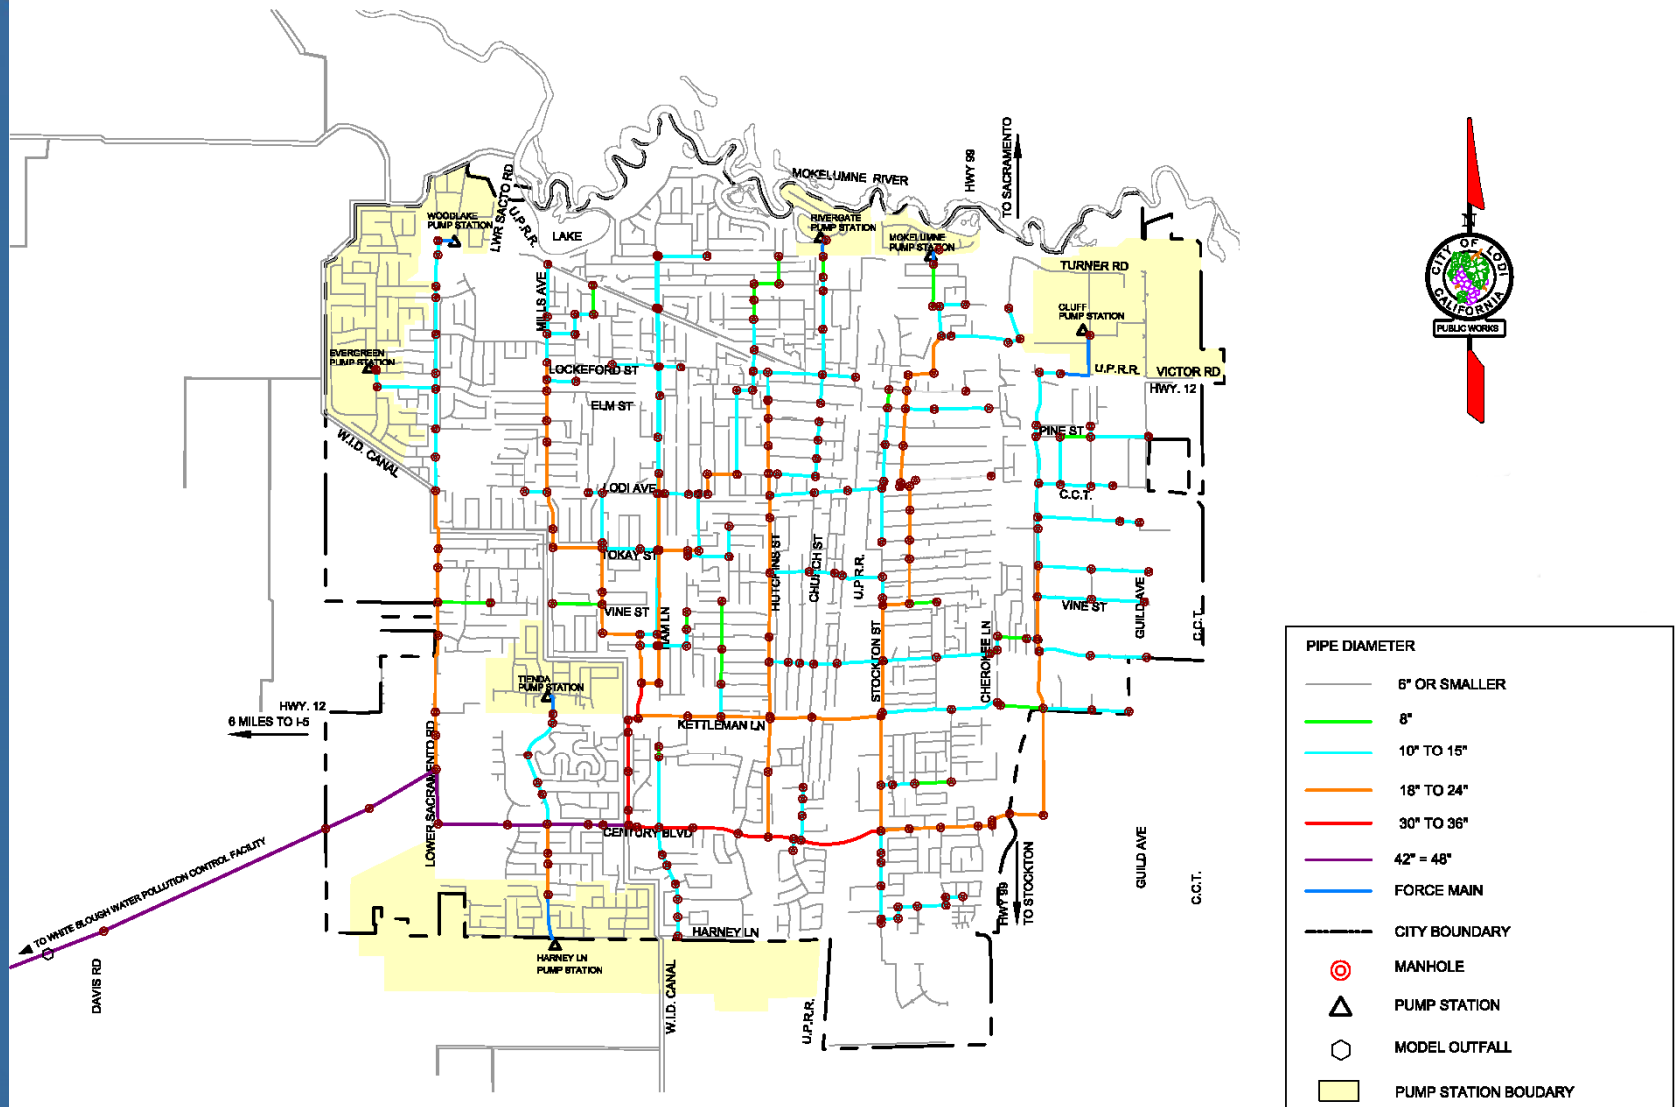 MOKELUMNE RIVER
HWY 99
TO SACRAMENTO
LWR SACTO RD
U.P.R.R.
LAKE
WOODLAKE
PUMP STATION
RIVERGATE
PUMP STATION
MOKELUMNE
PUMP STATION
TURNER RD
CLUFF
PUMP STATION
MILLS AVE
EVERGREEN
PUMP STATION
LOCKEFORD ST
U.P.R.R.
VICTOR RD
HWY. 12
ELM ST
W.I.D. CANAL
PINE ST
LODI AVE
C.C.T.
TOKAY ST
HUTCHINS ST
CHURCH ST
U.P.R.R.
VINE ST
HAM LN
VINE ST
GUILD AVE
C.C.T.
STOCKTON ST
CHEROKEE LN
TIENDA
PUMP STATION
HWY. 12
6 MILES TO I-5
KETTLEMAN LN
LOWER SACRAMENTO RD
CENTURY BLVD
GUILD AVE
C.C.T.
HWY 99
TO STOCKTON
TO WHITE SLOUGH WATER POLLUTION CONTROL FACILITY
DAVIS RD
HARNEY LN
HARNEY LN
PUMP STATION
W.I.D. CANAL
U.P.R.R.
N
CITY OF LODI
CALIFORNIA
PUBLIC WORKS
PIPE DIAMETER
6" OR SMALLER
8"
10" TO 15"
18" TO 24"
30" TO 36"
42" = 48"
FORCE MAIN
CITY BOUNDARY
MANHOLE
PUMP STATION
MODEL OUTFALL
PUMP STATION BOUDARY